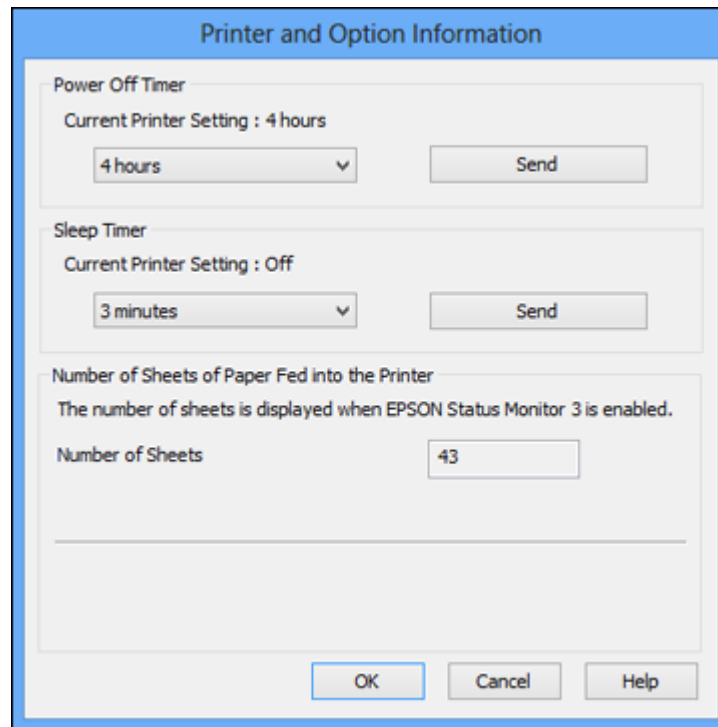 Printer and Option Information
Power Off Timer
Current Printer Setting : 4 hours
4 hours Send
Sleep Timer
Current Printer Setting : Off
3 minutes Send
Number of Sheets of Paper Fed into the Printer
The number of sheets is displayed when EPSON Status Monitor 3 is enabled.
Number of Sheets 43
OK Cancel Help